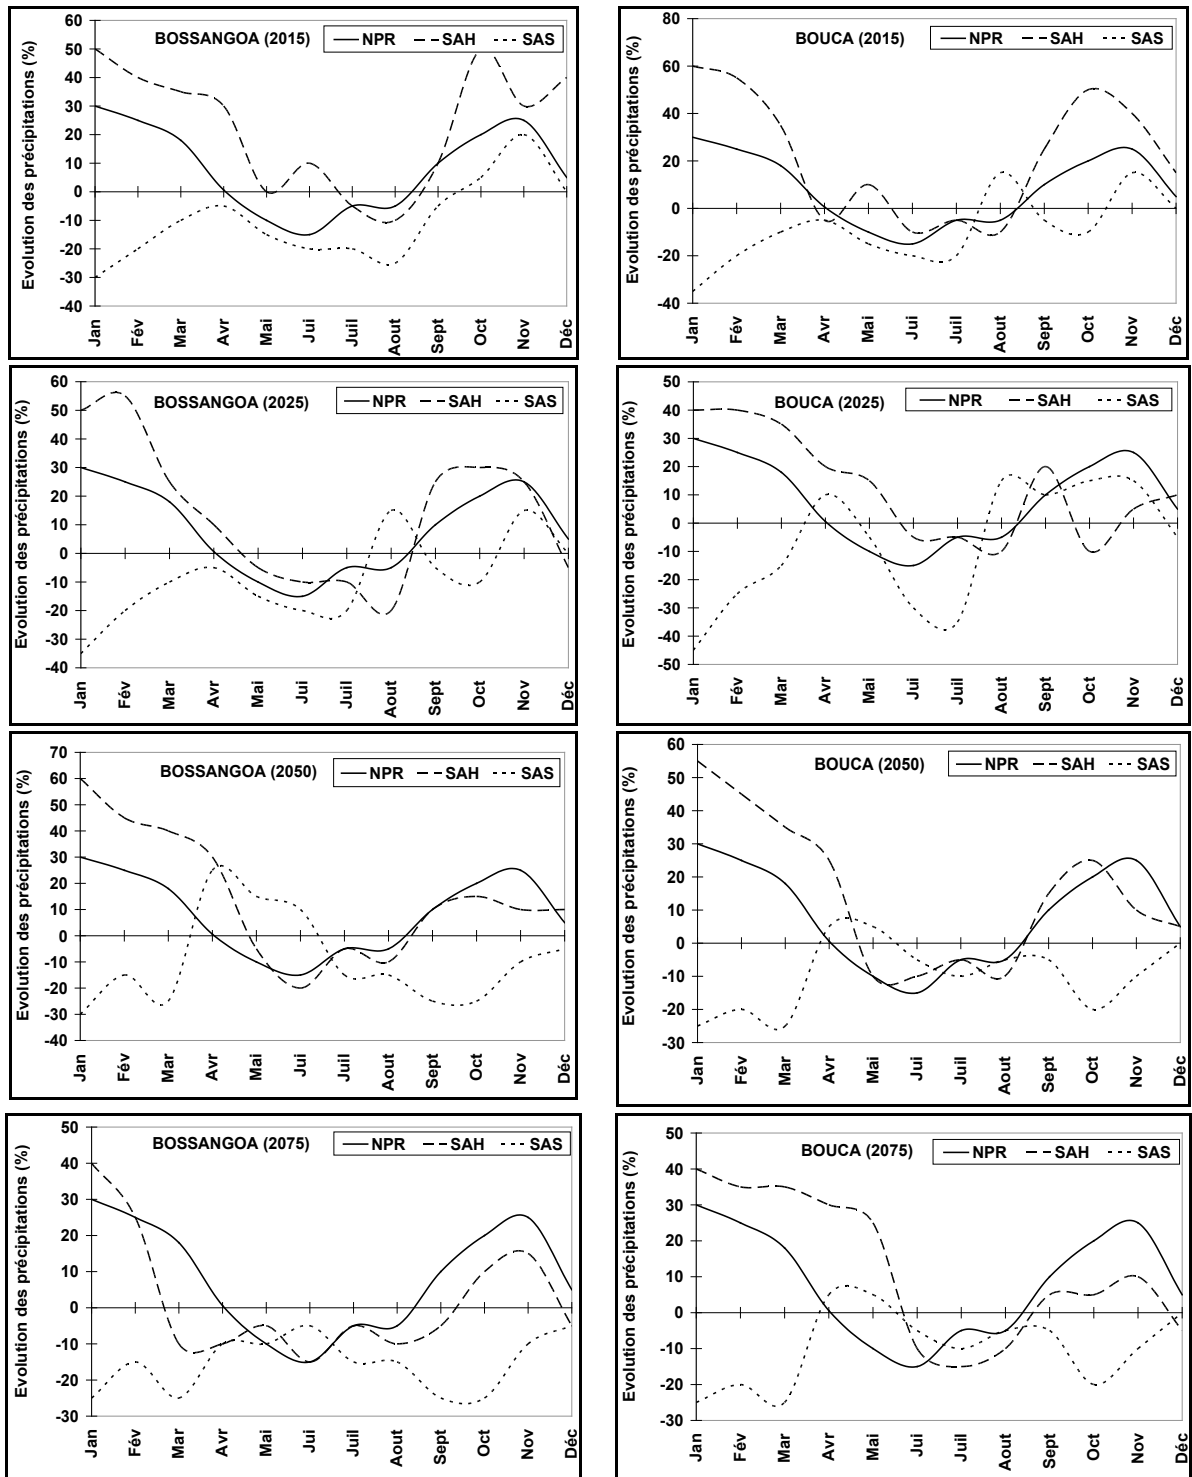 BOSSANGOA (2015)
NPR SAH SAS
Evolution des précipitations (%)
60
50
40
30
20
10
0
-10
-20
-30
-40
Jan Fév Mar Avr Mai Jui Juil Aout Sept Oct Nov Déc
BOUCA (2015)
NPR SAH SAS
Evolution des précipitations (%)
80
60
40
20
0
-20
-40
Jan Fév Mar Avr Mai Jui Juil Aout Sept Oct Nov Déc
BOSSANGOA (2025)
NPR SAH SAS
Evolution des précipitations (%)
60
50
40
30
20
10
0
-10
-20
-30
-40
Jan Fév Mar Avr Mai Jui Juil Aout Sept Oct Nov Déc
BOUCA (2025)
NPR SAH SAS
Evolution des précipitations (%)
50
40
30
20
10
0
-10
-20
-30
-40
-50
Jan Fév Mar Avr Mai Jui Juil Aout Sept Oct Nov Déc
BOSSANGOA (2050)
NPR SAH SAS
Evolution des précipitations (%)
70
60
50
40
30
20
10
0
-10
-20
-30
-40
Jan Fév Mar Avr Mai Jui Juil Aout Sept Oct Nov Déc
BOUCA (2050)
NPR SAH SAS
Evolution des précipitations (%)
60
50
40
30
20
10
0
-10
-20
-30
Jan Fév Mar Avr Mai Jui Juil Aout Sept Oct Nov Déc
BOSSANGOA (2075)
NPR SAH SAS
Evolution des précipitations (%)
50
40
30
20
10
0
-10
-20
-30
Jan Fév Mar Avr Mai Jui Juil Aout Sept Oct Nov Déc
BOUCA (2075)
NPR SAH SAS
Evolution des précipitations (%)
50
40
30
20
10
0
-10
-20
-30
Jan Fév Mar Avr Mai Jui Juil Aout Sept Oct Nov Déc